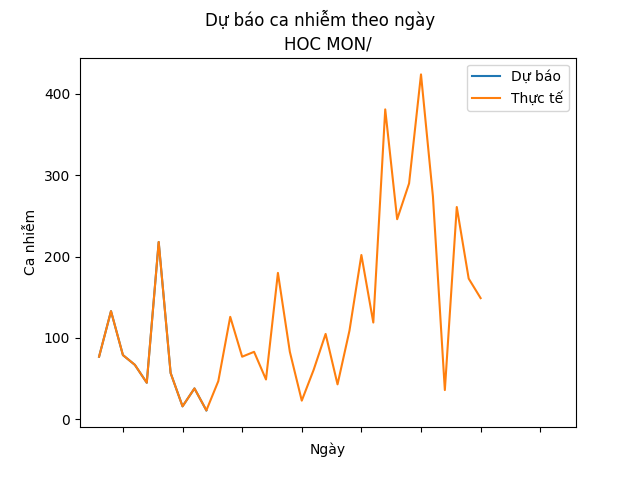 Dự báo ca nhiễm theo ngày
HOC MON/
Dự báo
Thực tế
400
300
200
100
0
Ca nhiễm
Ngày